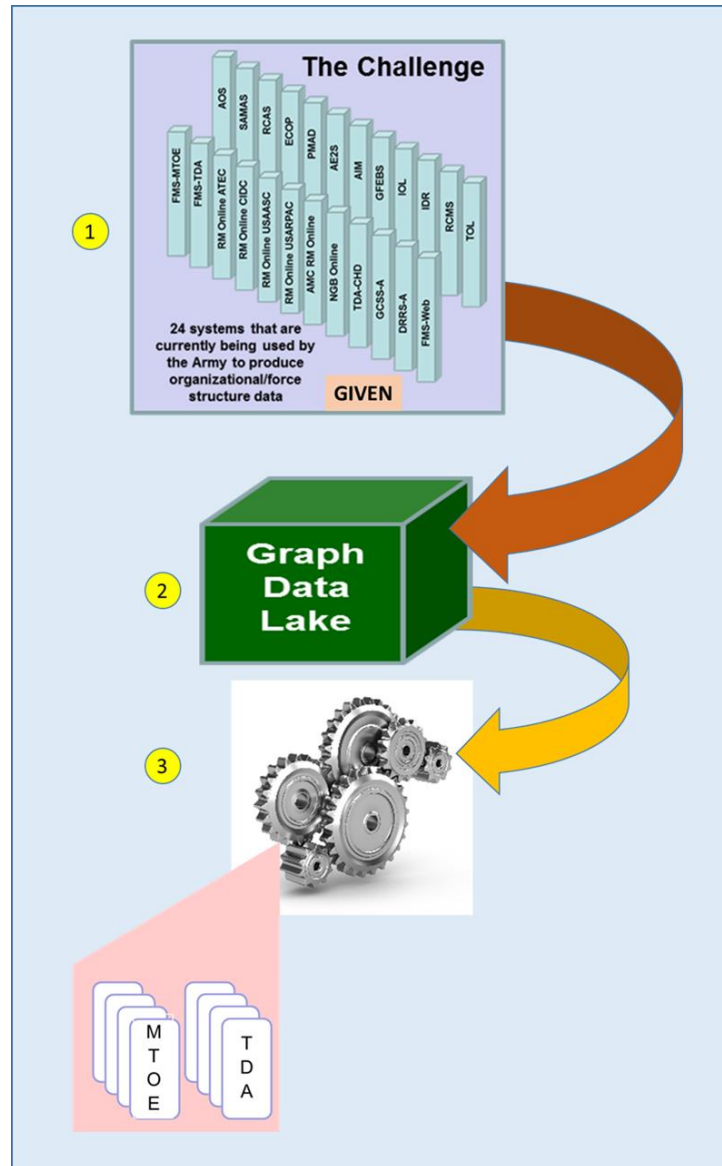 The Challenge
AOS
SAMAS
RCAS
ECOP
PMAD
AE2S
AIM
GFEBS
IOL
IDR
RCMS
TOL
FMS-MTOE
FMS-TDA
RM Online ATEC
RM Online CIDC
RM Online USAASC
RM Online USARPAC
AMC RM Online
NGB Online
TDA-CHD
GCSS-A
DRRS-A
FMS-Web
1
24 systems that are
currently being used by
the Army to produce
organizational/force
structure data
GIVEN
2
Graph
Data
Lake
3
M
T
O
E
T
D
A